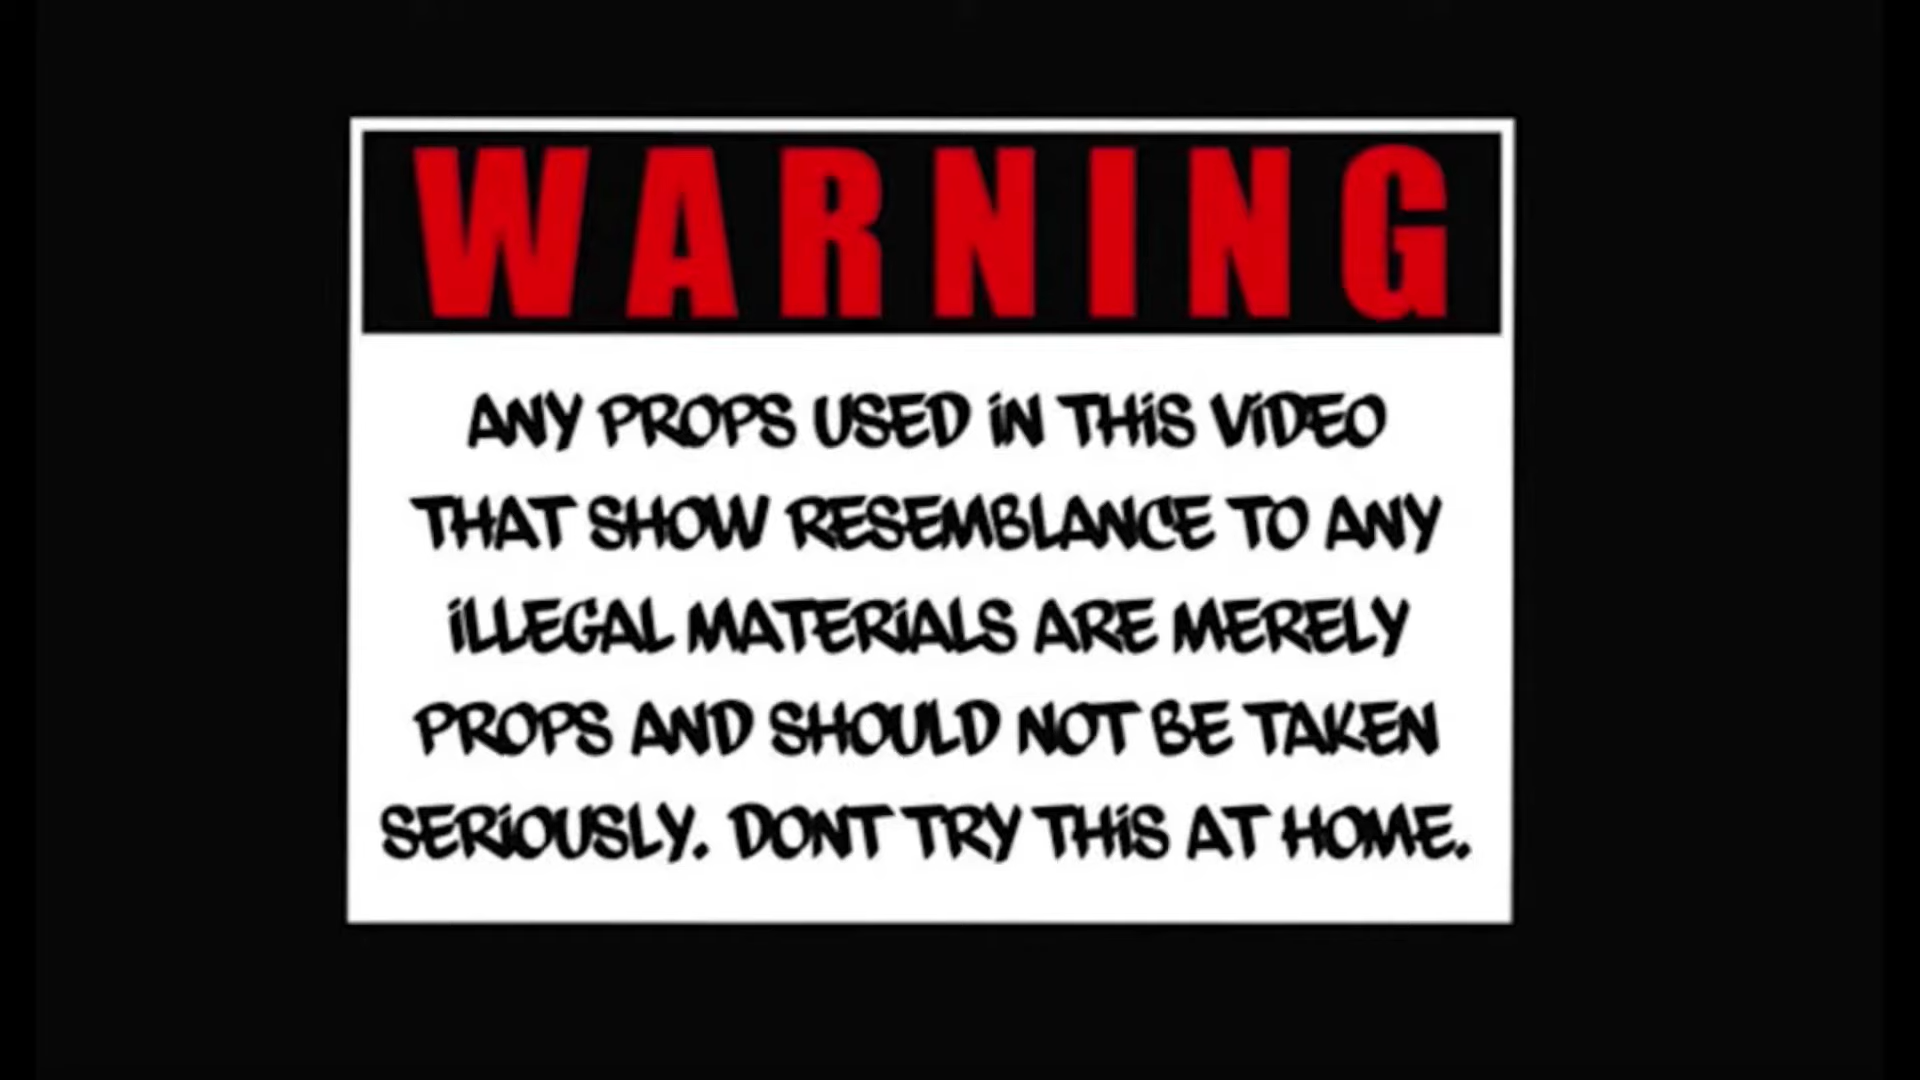 WARNING
ANY PROPS USED iN THiS ViDEO
THAT SHOW RESEMBLANCE TO ANY
iLLEGAL MATERiALS ARE MERELY
PROPS AND SHOULD NOT BE TAKEN
SERiOUSLY. DONT TRY THiS AT HOME.